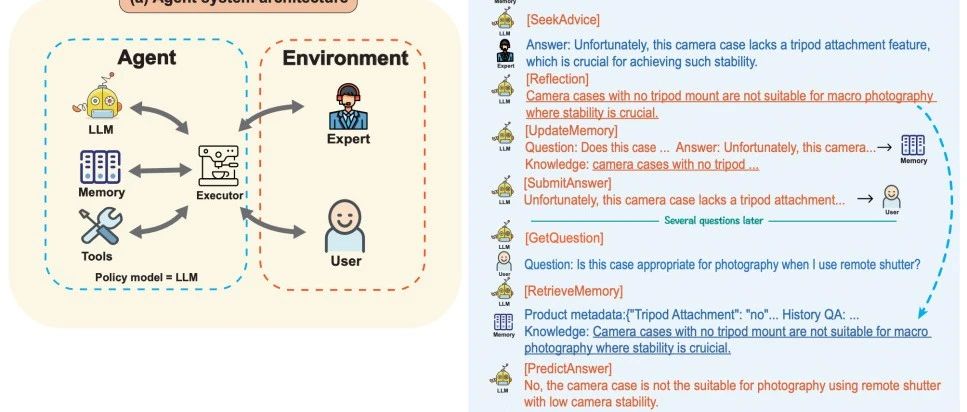 (a) Agent system architecture
Agent
Environment
LLM
Expert
Memory
Executor
Tools
User
Policy model = LLM
Memory
[SeekAdvice]
LLM
Answer: Unfortunately, this camera case lacks a tripod attachment feature,
which is crucial for achieving such stability.
Expert
[Reflection]
Camera cases with no tripod mount are not suitable for macro photography
where stability is crucial.
LLM
[UpdateMemory]
Question: Does this case ... Answer: Unfortunately, this camera...→
Knowledge: camera cases with no tripod ...
LLM
Memory
[SubmitAnswer]
Unfortunately, this camera case lacks a tripod attachment... →
LLM
User
Several questions later
[GetQuestion]
LLM
Question: Is this case appropriate for photography when I use remote shutter?
User
[RetrieveMemory]
LLM
Product metadata:{"Tripod Attachment": "no"... History QA: ...
Knowledge: Camera cases with no tripod mount are not suitable for macro
photography where stability is cruicial.
Memory
[PredictAnswer]
No, the camera case is not the suitable for photography using remote shutter
with low camera stability.
LLM